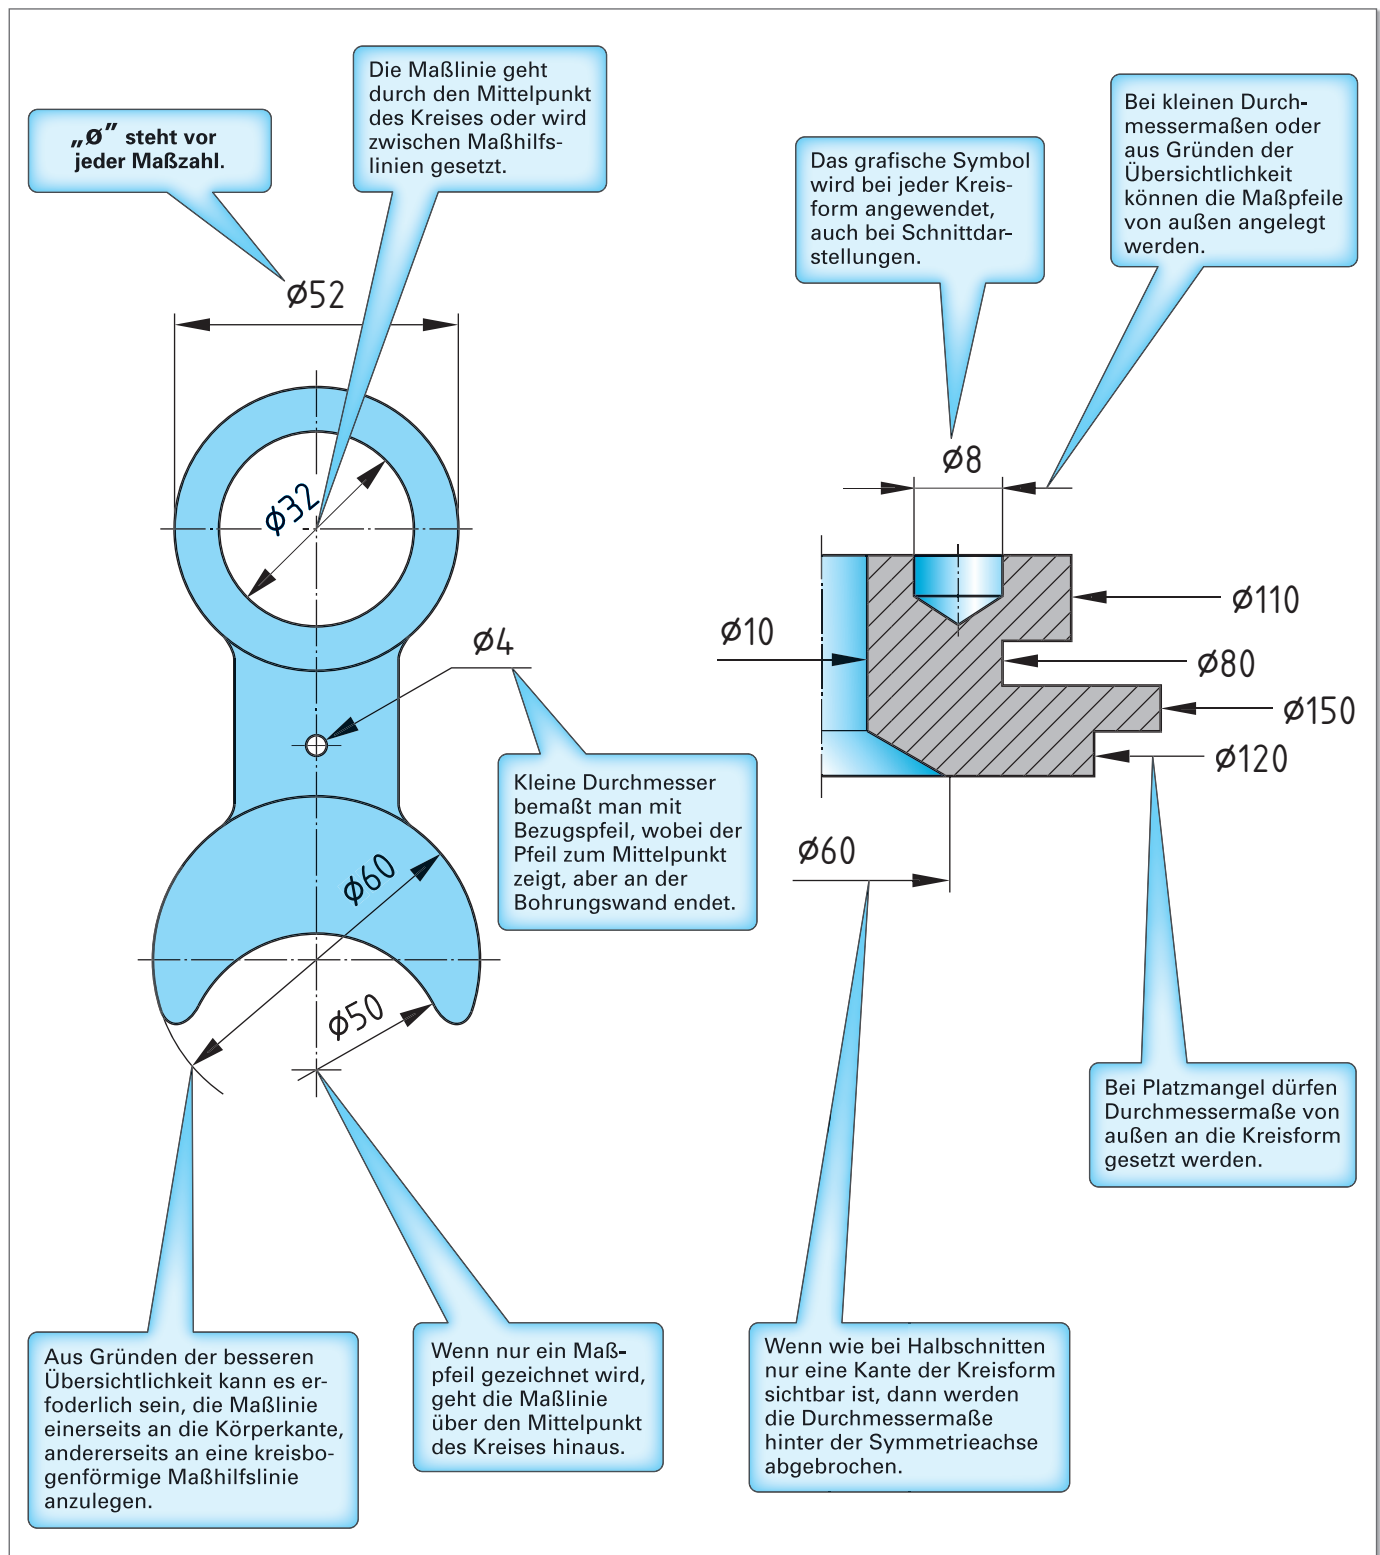 „Ø” steht vor
jeder Maßzahl.
Die Maßlinie geht
durch den Mittelpunkt
des Kreises oder wird
zwischen Maßhilfs-
linien gesetzt.
Das grafische Symbol
wird bei jeder Kreis-
form angewendet,
auch bei Schnittdar-
stellungen.
Bei kleinen Durch-
messermaßen oder
aus Gründen der
Übersichtlichkeit
können die Maßpfeile
von außen angelegt
werden.
Ø52
Ø32
Ø4
Kleine Durchmesser
bemaßt man mit
Bezugspfeil, wobei der
Pfeil zum Mittelpunkt
zeigt, aber an der
Bohrungswand endet.
Ø60
Ø50
Ø8
Ø110
Ø10
Ø80
Ø150
Ø120
Ø60
Bei Platzmangel dürfen
Durchmessermaße von
außen an die Kreisform
gesetzt werden.
Aus Gründen der besseren
Übersichtlichkeit kann es er-
foderlich sein, die Maßlinie
einerseits an die Körperkante,
andererseits an eine kreisbo-
genförmige Maßhilfslinie
anzulegen.
Wenn nur ein Maß-
pfeil gezeichnet wird,
geht die Maßlinie
über den Mittelpunkt
des Kreises hinaus.
Wenn wie bei Halbschnitten
nur eine Kante der Kreisform
sichtbar ist, dann werden
die Durchmessermaße
hinter der Symmetrieachse
abgebrochen.